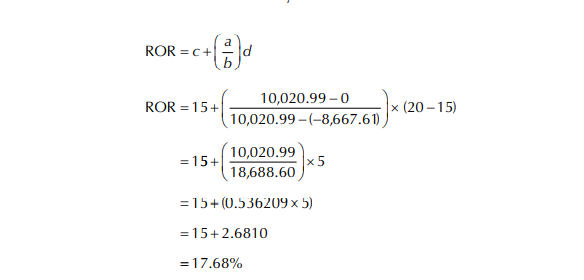 ROR = c + (a/b) d
ROR = 15 + (10,020.99 – 0 / 10,020.99 – (–8,667.61)) × (20 – 15)
= 15 + (10,020.99 / 18,688.60) × 5
= 15 + (0.536209 × 5)
= 15 + 2.6810
= 17.68%